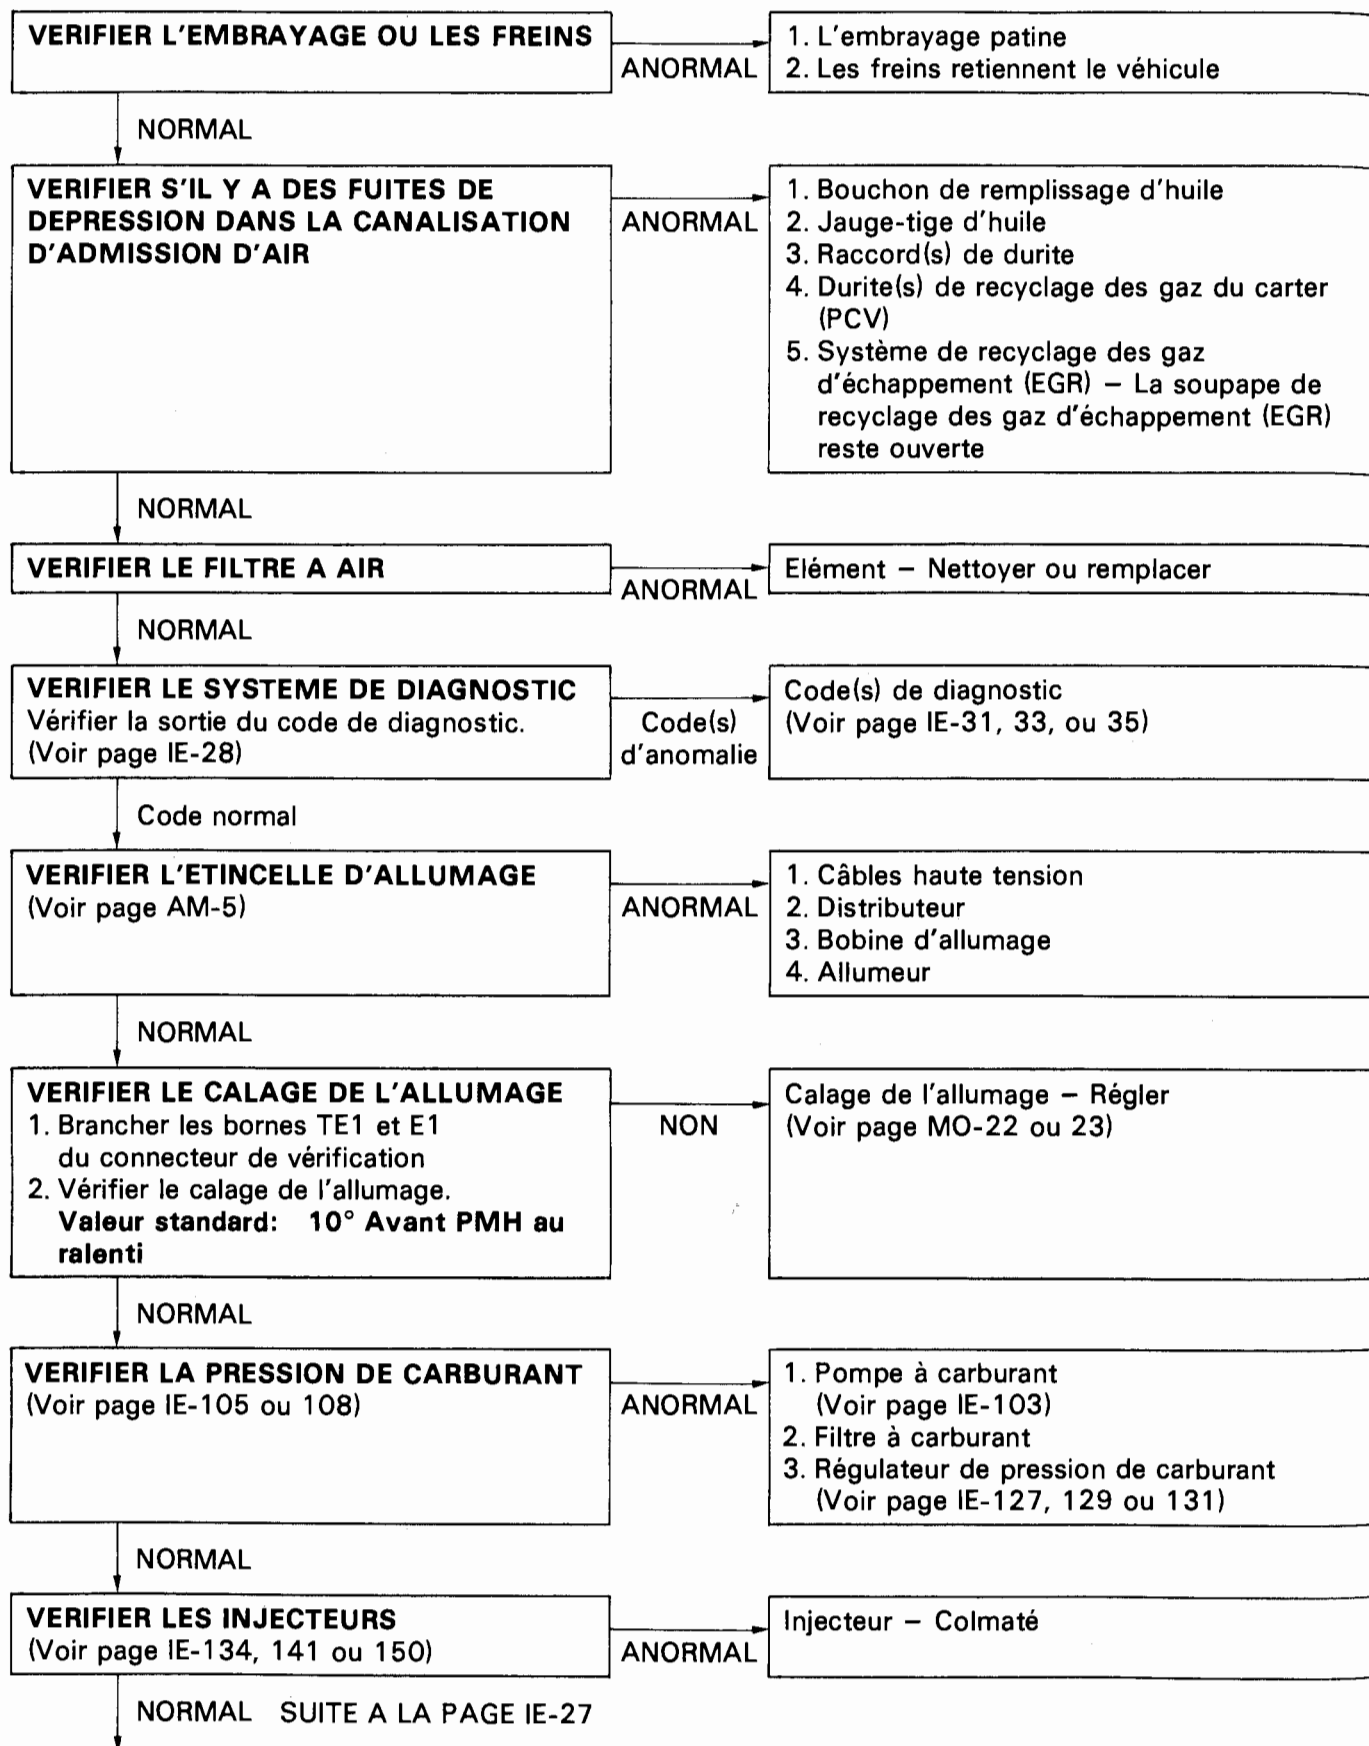 VERIFIER L'EMBRAYAGE OU LES FREINS
ANORMAL
1. L'embrayage patine
2. Les freins retiennent le véhicule
NORMAL
VERIFIER S'IL Y A DES FUITES DE
DEPRESSION DANS LA CANALISATION
D'ADMISSION D'AIR
ANORMAL
1. Bouchon de remplissage d'huile
2. Jauge-tige d'huile
3. Raccord(s) de durite
4. Durite(s) de recyclage des gaz du carter
(PCV)
5. Système de recyclage des gaz
d'échappement (EGR) – La soupape de
recyclage des gaz d'échappement (EGR)
reste ouverte
NORMAL
VERIFIER LE FILTRE A AIR
ANORMAL
Elément – Nettoyer ou remplacer
NORMAL
VERIFIER LE SYSTEME DE DIAGNOSTIC
Vérifier la sortie du code de diagnostic.
(Voir page IE-28)
Code(s)
d'anomalie
Code(s) de diagnostic
(Voir page IE-31, 33, ou 35)
Code normal
VERIFIER L'ETINCELLE D'ALLUMAGE
(Voir page AM-5)
ANORMAL
1. Câbles haute tension
2. Distributeur
3. Bobine d'allumage
4. Allumeur
NORMAL
VERIFIER LE CALAGE DE L'ALLUMAGE
1. Brancher les bornes TE1 et E1
du connecteur de vérification
2. Vérifier le calage de l'allumage.
Valeur standard: 10° Avant PMH au
ralenti
NON
Calage de l'allumage – Régler
(Voir page MO-22 ou 23)
NORMAL
VERIFIER LA PRESSION DE CARBURANT
(Voir page IE-105 ou 108)
ANORMAL
1. Pompe à carburant
(Voir page IE-103)
2. Filtre à carburant
3. Régulateur de pression de carburant
(Voir page IE-127, 129 ou 131)
NORMAL
VERIFIER LES INJECTEURS
(Voir page IE-134, 141 ou 150)
ANORMAL
Injecteur – Colmaté
NORMAL SUITE A LA PAGE IE-27